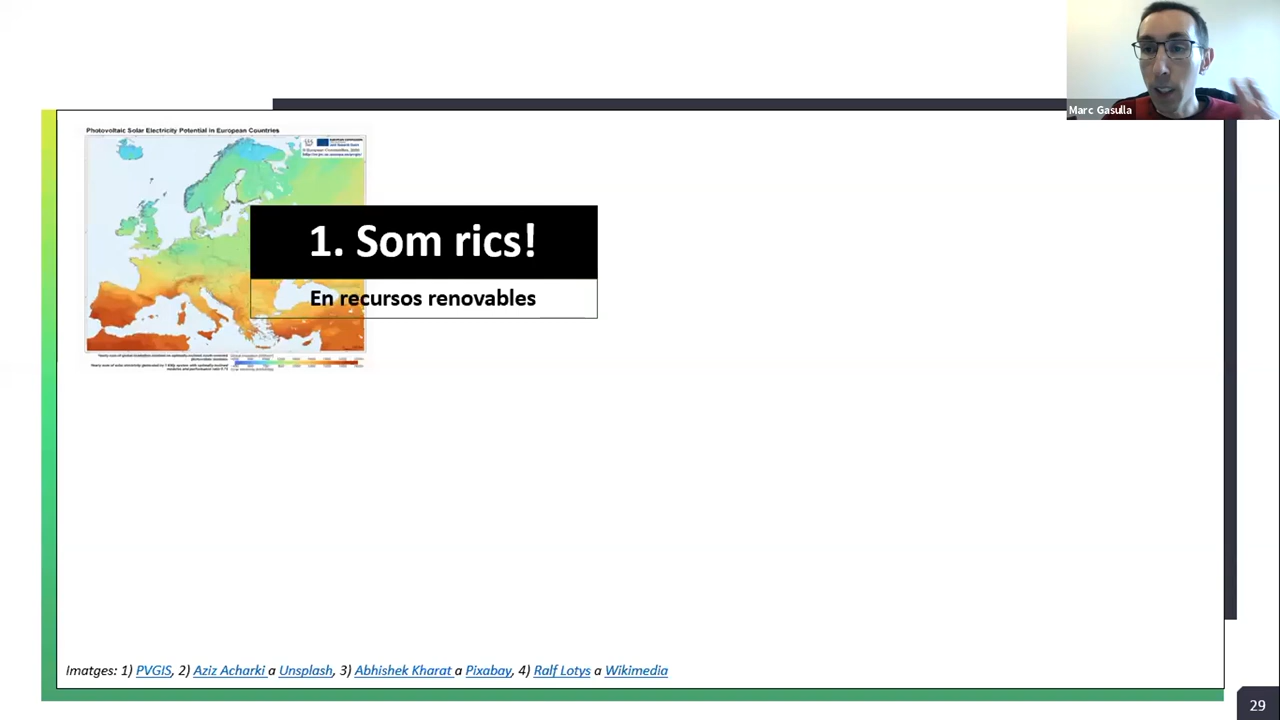 Marc Gasulla
Photovoltaic Solar Electricity Potential in European Countries
1. Som rics!
En recursos renovables
Imatges: 1) PVGIS, 2) Aziz Acharki a Unsplash, 3) Abhishek Kharat a Pixabay, 4) Ralf Lotys a Wikimedia
29